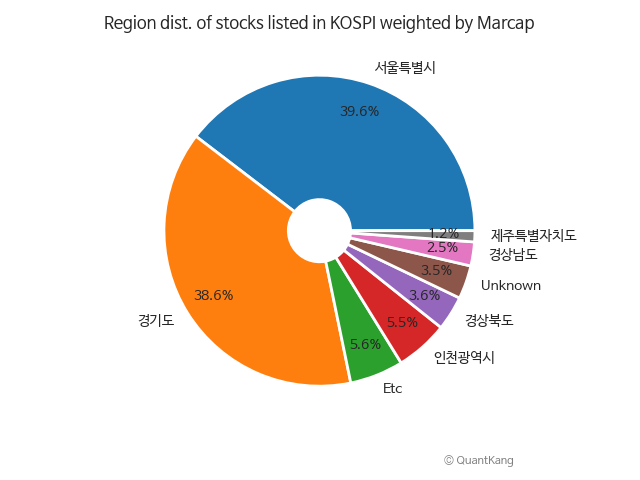 Region dist. of stocks listed in KOSPI weighted by Marcap
서울특별시
39.6%
경기도
38.6%
Etc
5.6%
인천광역시
5.5%
경상북도
3.6%
Unknown
3.5%
경상남도
2.5%
제주특별자치도
1.2%
© QuantKang